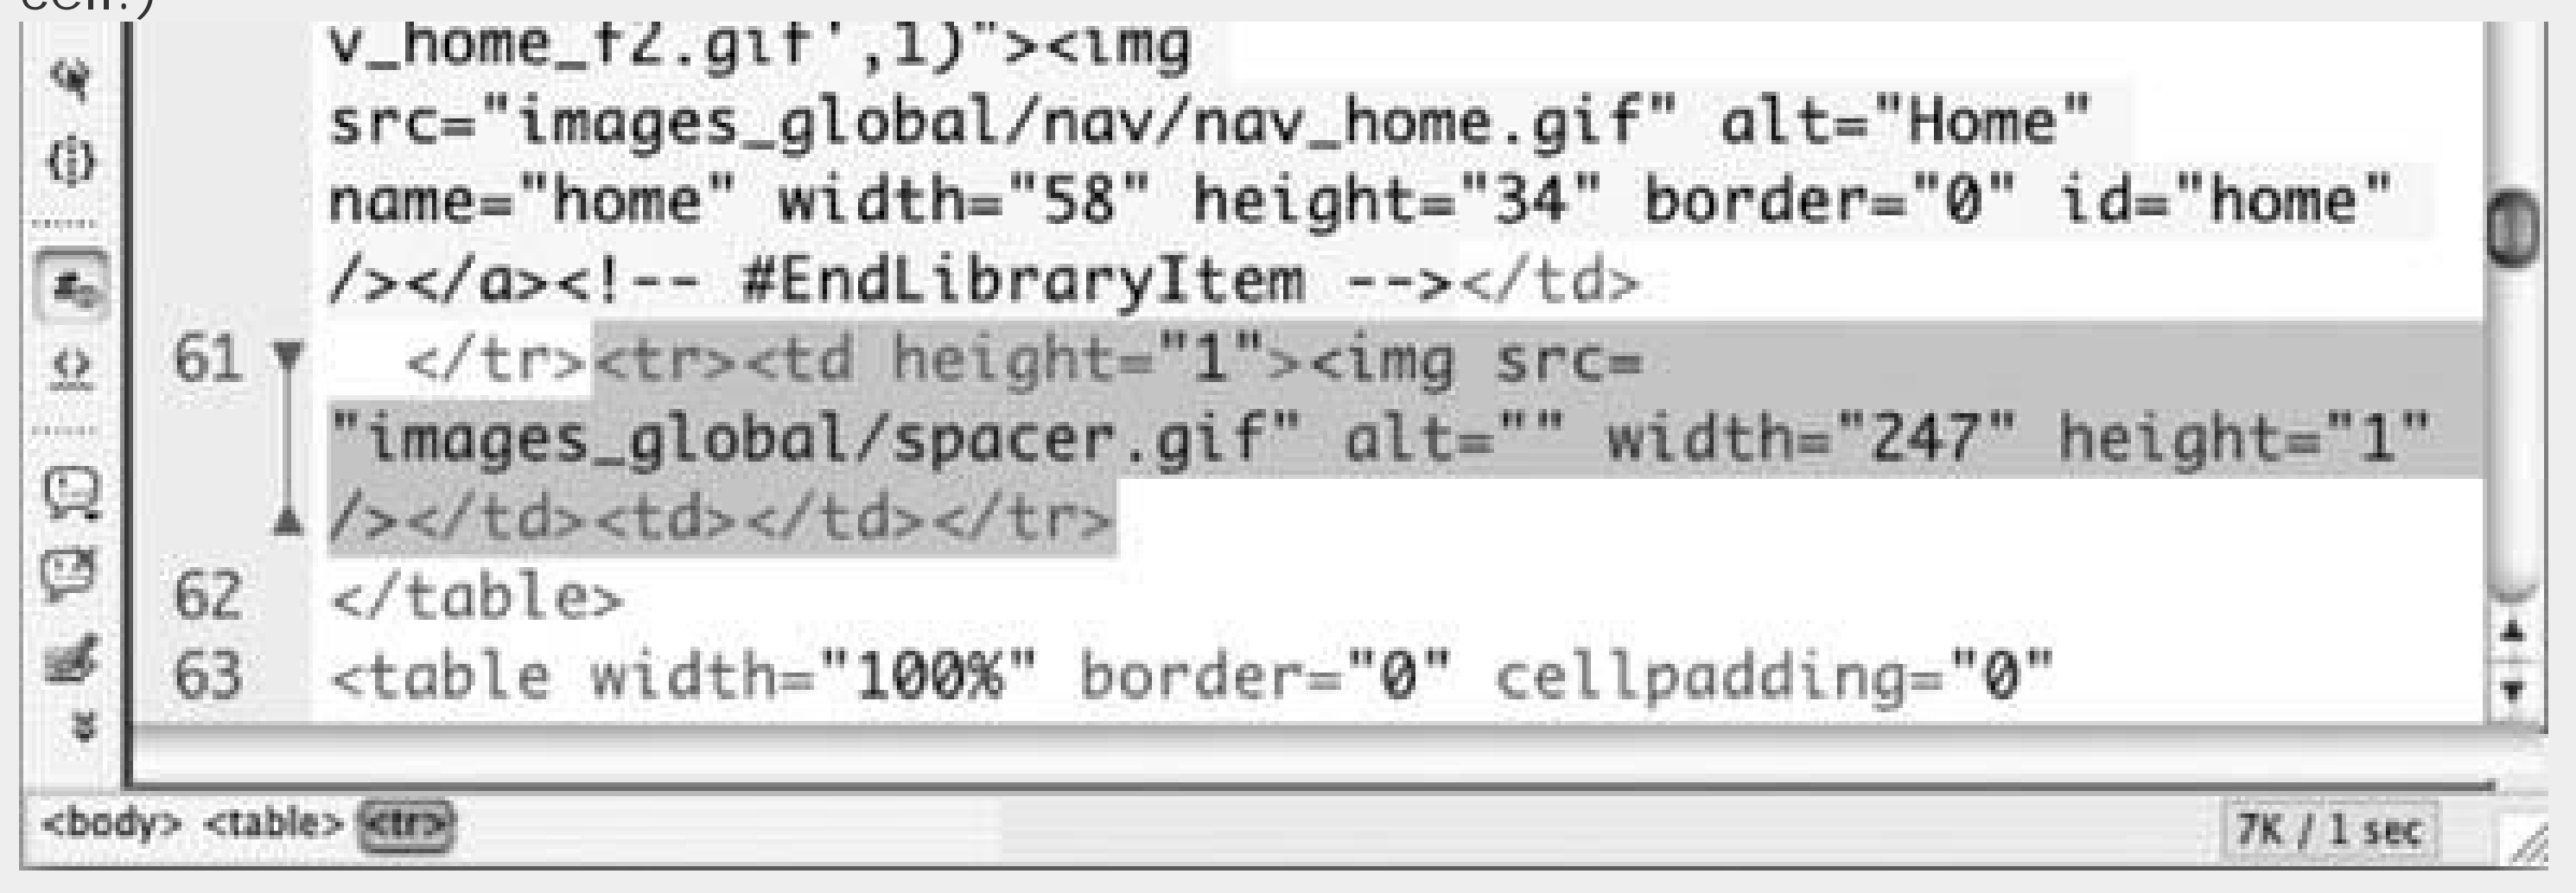 cell.)
v_home_f2.gif',1)"><img
src="images_global/nav/nav_home.gif" alt="Home"
name="home" width="58" height="34" border="0" id="home"
/></a><!-- #EndLibraryItem --></td>
61 </tr><tr><td height="1"><img src=
"images_global/spacer.gif" alt="" width="247" height="1"
/></td><td></td></tr>
62 </table>
63 <table width="100%" border="0" cellpadding="0"
<body> <table> <tr> 7K / 1 sec